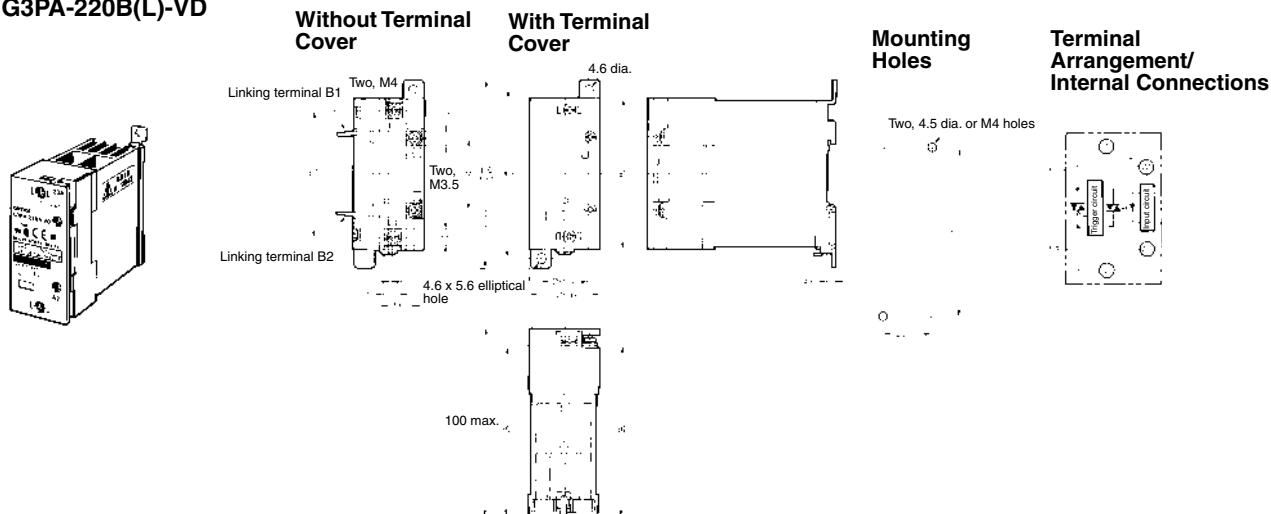 G3PA-220B(L)-VD
Without Terminal
Cover
With Terminal
Cover
Mounting
Holes
Terminal
Arrangement/
Internal Connections
Linking terminal B1
Two, M4
4.6 dia.
Two,
M3.5
Linking terminal B2
4.6 x 5.6 elliptical
hole
Two, 4.5 dia. or M4 holes
Trigger circuit
Input circuit
100 max.